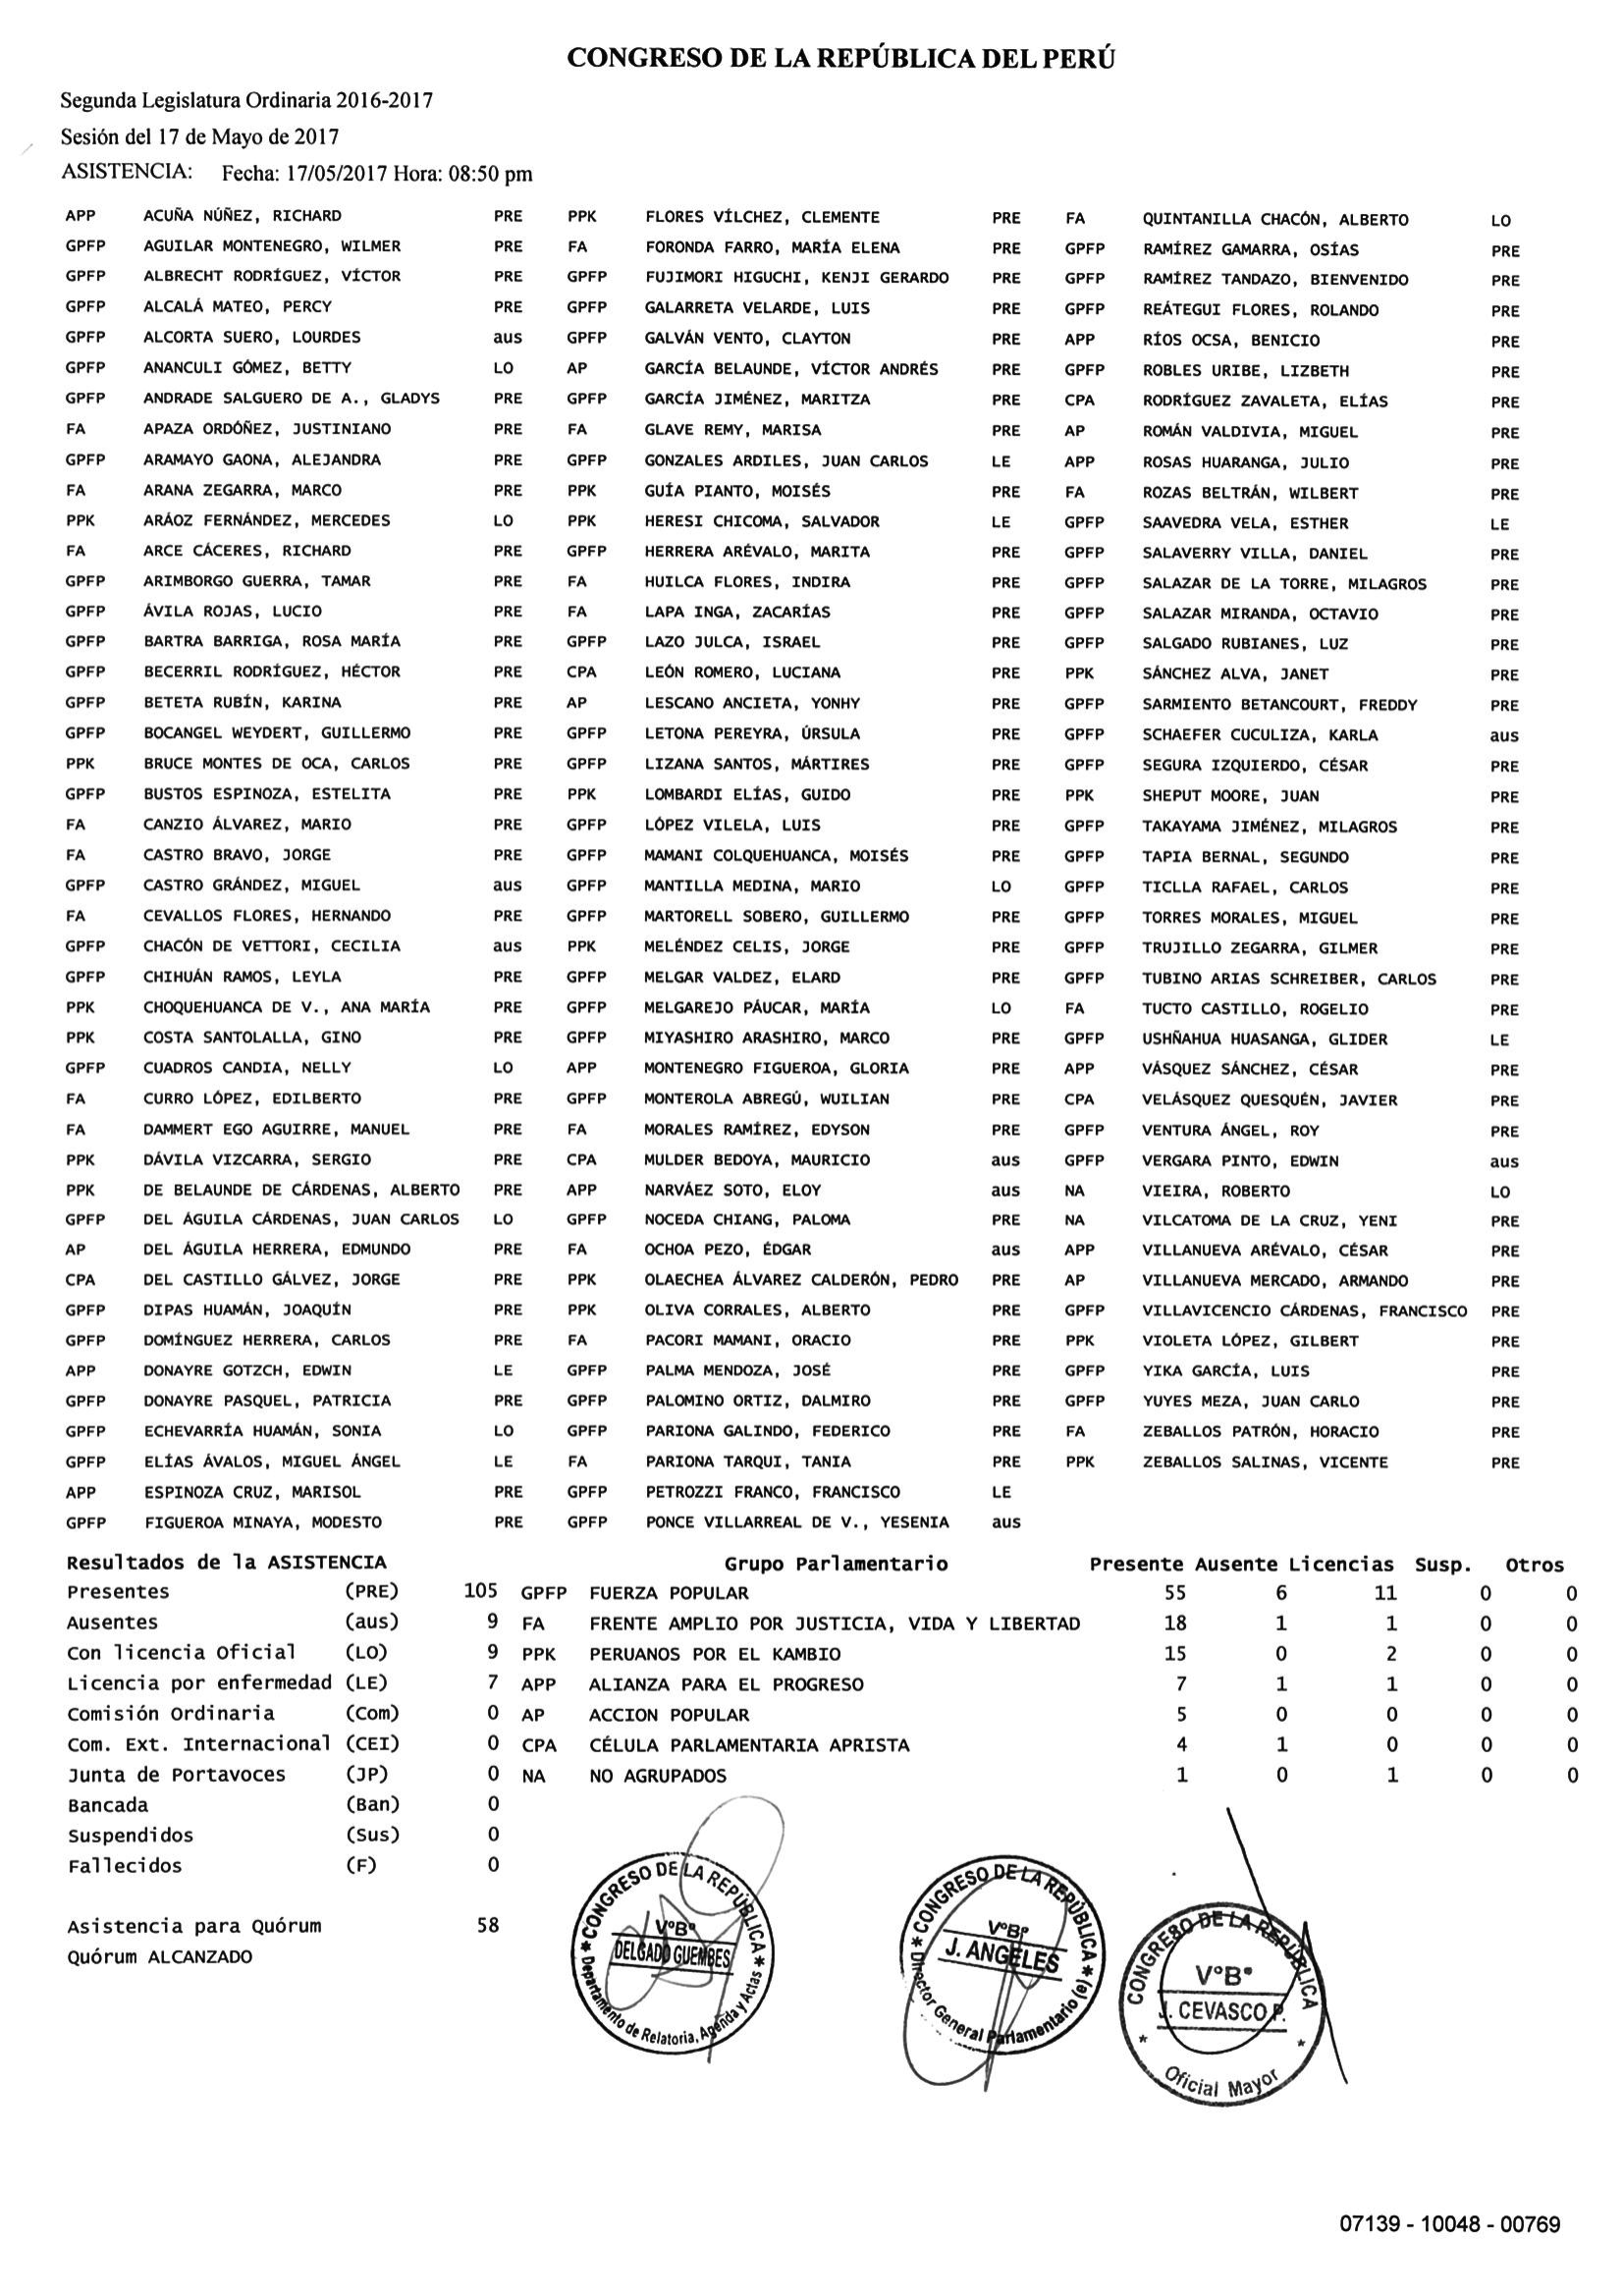 CONGRESO DE LA REPÚBLICA DEL PERÚ
Segunda Legislatura Ordinaria 2016-2017
Sesión del 17 de Mayo de 2017
ASISTENCIA: Fecha: 17/05/2017 Hora: 08:50 pm
APP ACUÑA NÚÑEZ, RICHARD PRE PPK FLORES VÍLCHEZ, CLEMENTE PRE FA QUINTANILLA CHACÓN, ALBERTO LO
GPFP AGUILAR MONTENEGRO, WILMER PRE FA FORONDA FARRO, MARÍA ELENA PRE GPFP RAMÍREZ GAMARRA, OSÍAS PRE
GPFP ALBRECHT RODRÍGUEZ, VÍCTOR PRE GPFP FUJIMORI HIGUCHI, KENJI GERARDO PRE GPFP RAMÍREZ TANDAZO, BIENVENIDO PRE
GPFP ALCALÁ MATEO, PERCY PRE GPFP GALARRETA VELARDE, LUIS PRE GPFP REÁTEGUI FLORES, ROLANDO PRE
GPFP ALCORTA SUERO, LOURDES aus GPFP GALVÁN VENTO, CLAYTON PRE APP RÍOS OCSA, BENICIO PRE
GPFP ANANCULI GÓMEZ, BETTY LO AP GARCÍA BELAUNDE, VÍCTOR ANDRÉS PRE GPFP ROBLES URIBE, LIZBETH PRE
GPFP ANDRADE SALGUERO DE A., GLADYS PRE GPFP GARCÍA JIMÉNEZ, MARITZA PRE CPA RODRÍGUEZ ZAVALETA, ELÍAS PRE
FA APAZA ORDÓÑEZ, JUSTINIANO PRE FA GLAVE REMY, MARISA PRE AP ROMÁN VALDIVIA, MIGUEL PRE
GPFP ARAMAYO GAONA, ALEJANDRA PRE GPFP GONZALES ARDILES, JUAN CARLOS LE APP ROSAS HUARANGA, JULIO PRE
FA ARANA ZEGARRA, MARCO PRE PPK GUÍA PIANTO, MOISÉS PRE FA ROZAS BELTRÁN, WILBERT PRE
PPK ARÁOZ FERNÁNDEZ, MERCEDES LO PPK HERESI CHICOMA, SALVADOR LE GPFP SAAVEDRA VELA, ESTHER LE
FA ARCE CÁCERES, RICHARD PRE GPFP HERRERA ARÉVALO, MARITA PRE GPFP SALAVERRY VILLA, DANIEL PRE
GPFP ARIMBORGO GUERRA, TAMAR PRE FA HUILCA FLORES, INDIRA PRE GPFP SALAZAR DE LA TORRE, MILAGROS PRE
GPFP ÁVILA ROJAS, LUCIO PRE FA LAPA INGA, ZACARÍAS PRE GPFP SALAZAR MIRANDA, OCTAVIO PRE
GPFP BARTRA BARRIGA, ROSA MARÍA PRE GPFP LAZO JULCA, ISRAEL PRE GPFP SALGADO RUBIANES, LUZ PRE
GPFP BECERRIL RODRÍGUEZ, HÉCTOR PRE CPA LEÓN ROMERO, LUCIANA PRE PPK SÁNCHEZ ALVA, JANET PRE
GPFP BETETA RUBÍN, KARINA PRE AP LESCANO ANCIETA, YONHY PRE GPFP SARMIENTO BETANCOURT, FREDDY PRE
GPFP BOCANGEL WEYDERT, GUILLERMO PRE GPFP LETONA PEREYRA, ÚRSULA PRE GPFP SCHAEFER CUCULIZA, KARLA aus
PPK BRUCE MONTES DE OCA, CARLOS PRE GPFP LIZANA SANTOS, MÁRTIRES PRE GPFP SEGURA IZQUIERDO, CÉSAR PRE
GPFP BUSTOS ESPINOZA, ESTELITA PRE PPK LOMBARDI ELÍAS, GUIDO PRE PPK SHEPUT MOORE, JUAN PRE
FA CANZIO ÁLVAREZ, MARIO PRE GPFP LÓPEZ VILELA, LUIS PRE GPFP TAKAYAMA JIMÉNEZ, MILAGROS PRE
FA CASTRO BRAVO, JORGE PRE GPFP MAMANI COLQUEHUANCA, MOISÉS PRE GPFP TAPIA BERNAL, SEGUNDO PRE
GPFP CASTRO GRÁNDEZ, MIGUEL aus GPFP MANTILLA MEDINA, MARIO LO GPFP TICLLA RAFAEL, CARLOS PRE
FA CEVALLOS FLORES, HERNANDO PRE GPFP MARTORELL SOBERO, GUILLERMO PRE GPFP TORRES MORALES, MIGUEL PRE
GPFP CHACÓN DE VETTORI, CECILIA aus PPK MELÉNDEZ CELIS, JORGE PRE GPFP TRUJILLO ZEGARRA, GILMER PRE
GPFP CHIHUÁN RAMOS, LEYLA PRE GPFP MELGAR VALDEZ, ELARD PRE GPFP TUBINO ARIAS SCHREIBER, CARLOS PRE
PPK CHOQUEHUANCA DE V., ANA MARÍA PRE GPFP MELGAREJO PÁUCAR, MARÍA LO FA TUCTO CASTILLO, ROGELIO PRE
PPK COSTA SANTOLALLA, GINO PRE GPFP MIYASHIRO ARASHIRO, MARCO PRE GPFP USHÑAHUA HUASANGA, GLIDER LE
GPFP CUADROS CANDIA, NELLY LO APP MONTENEGRO FIGUEROA, GLORIA PRE APP VÁSQUEZ SÁNCHEZ, CÉSAR PRE
FA CURRO LÓPEZ, EDILBERTO PRE GPFP MONTEROLA ABREGÚ, WUILIAN PRE CPA VELÁSQUEZ QUESQUÉN, JAVIER PRE
FA DAMMERT EGO AGUIRRE, MANUEL PRE FA MORALES RAMÍREZ, EDYSON PRE GPFP VENTURA ÁNGEL, ROY PRE
PPK DÁVILA VIZCARRA, SERGIO PRE CPA MULDER BEDOYA, MAURICIO aus GPFP VERGARA PINTO, EDWIN aus
PPK DE BELAUNDE DE CÁRDENAS, ALBERTO PRE APP NARVÁEZ SOTO, ELOY aus NA VIEIRA, ROBERTO LO
GPFP DEL ÁGUILA CÁRDENAS, JUAN CARLOS LO GPFP NOCEDA CHIANG, PALOMA PRE NA VILCATOMA DE LA CRUZ, YENI PRE
AP DEL ÁGUILA HERRERA, EDMUNDO PRE FA OCHOA PEZO, ÉDGAR aus APP VILLANUEVA ARÉVALO, CÉSAR PRE
CPA DEL CASTILLO GÁLVEZ, JORGE PRE PPK OLAECHEA ÁLVAREZ CALDERÓN, PEDRO PRE AP VILLANUEVA MERCADO, ARMANDO PRE
GPFP DIPAS HUAMÁN, JOAQUÍN PRE PPK OLIVA CORRALES, ALBERTO PRE GPFP VILLAVICENCIO CÁRDENAS, FRANCISCO PRE
GPFP DOMÍNGUEZ HERRERA, CARLOS PRE FA PACORI MAMANI, ORACIO PRE PPK VIOLETA LÓPEZ, GILBERT PRE
APP DONAYRE GOTZCH, EDWIN LE GPFP PALMA MENDOZA, JOSÉ PRE GPFP YIKA GARCÍA, LUIS PRE
GPFP DONAYRE PASQUEL, PATRICIA PRE GPFP PALOMINO ORTIZ, DALMIRO PRE GPFP YUYES MEZA, JUAN CARLO PRE
GPFP ECHEVARRÍA HUAMÁN, SONIA LO GPFP PARIONA GALINDO, FEDERICO PRE FA ZEBALLOS PATRÓN, HORACIO PRE
GPFP ELÍAS ÁVALOS, MIGUEL ÁNGEL LE FA PARIONA TARQUI, TANIA PRE PPK ZEBALLOS SALINAS, VICENTE PRE
APP ESPINOZA CRUZ, MARISOL PRE GPFP PETROZZI FRANCO, FRANCISCO LE
GPFP FIGUEROA MINAYA, MODESTO PRE GPFP PONCE VILLARREAL DE V., YESENIA aus
Resultados de la ASISTENCIA Grupo Parlamentario Presente Ausente Licencias Susp. Otros
Presentes (PRE) 105 GPFP FUERZA POPULAR 55 6 11 0 0
Ausentes (aus) 9 FA FRENTE AMPLIO POR JUSTICIA, VIDA Y LIBERTAD 18 1 1 0 0
Con licencia Oficial (LO) 9 PPK PERUANOS POR EL KAMBIO 15 0 2 0 0
Licencia por enfermedad (LE) 7 APP ALIANZA PARA EL PROGRESO 7 1 1 0 0
Comisión Ordinaria (Com) 0 AP ACCION POPULAR 5 0 0 0 0
Com. Ext. Internacional (CEI) 0 CPA CÉLULA PARLAMENTARIA APRISTA 4 1 0 0 0
Junta de Portavoces (JP) 0 NA NO AGRUPADOS 1 0 1 0 0
Bancada (Ban) 0
Suspendidos (Sus) 0
Fallecidos (F) 0
Asistencia para Quórum 58
Quórum ALCANZADO
CONGRESO DE LA REPÚBLICA
V°B°
DELGADO GUEMBES
Departamento de Relatoria, Agenda y Actas
CONGRESO DE LA REPÚBLICA
V°B°
J. ANGELES
Director General Parlamentario (e)
CONGRESO DE LA REPÚBLICA
V°B°
J. CEVASCO P.
Oficial Mayor
07139 - 10048 - 00769